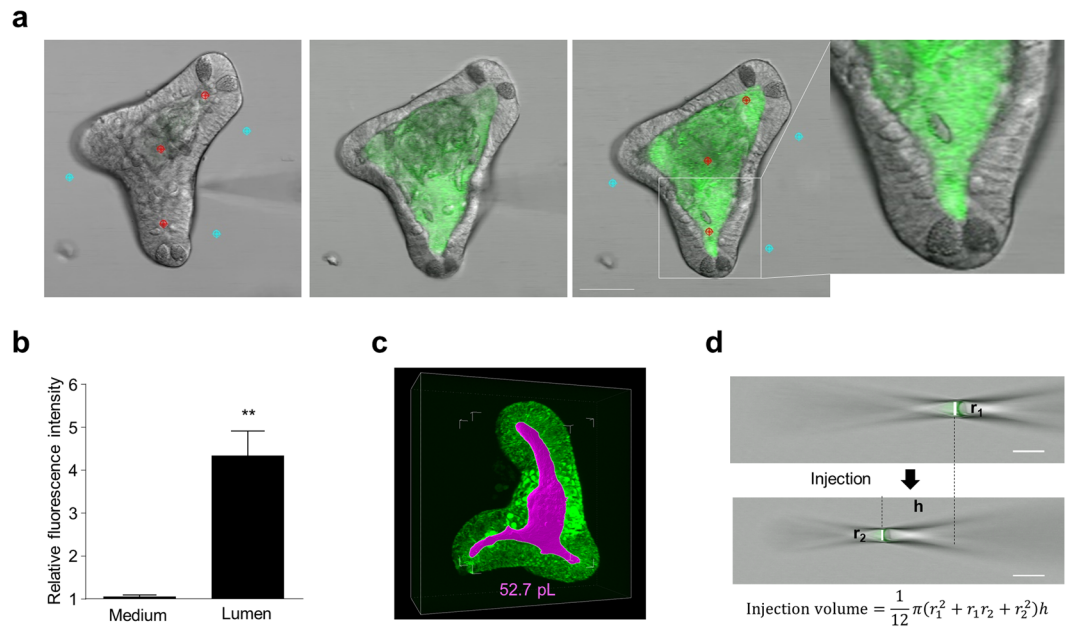 a
b
Relative fluorescence intensity
6
5
4
3
2
1
**
Medium
Lumen
c
52.7 pL
d
r₁
Injection
h
r₂
Injection volume = 1/12 π(r₁² + r₁r₂ + r₂²)h